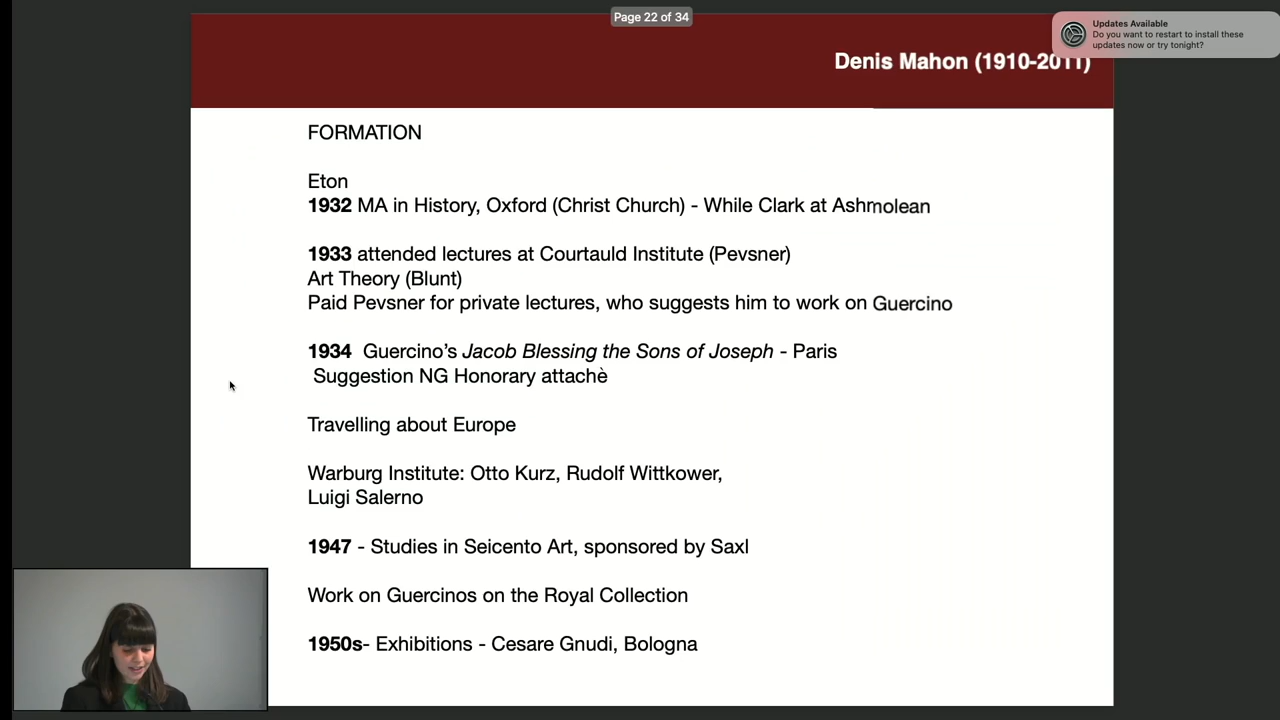 Page 22 of 34
Updates Available
Do you want to restart to install these
updates now or try tonight?
Denis Mahon (1910-2011)
FORMATION
Eton
1932 MA in History, Oxford (Christ Church) - While Clark at Ashmolean
1933 attended lectures at Courtauld Institute (Pevsner)
Art Theory (Blunt)
Paid Pevsner for private lectures, who suggests him to work on Guercino
1934 Guercino's Jacob Blessing the Sons of Joseph - Paris
Suggestion NG Honorary attachè
Travelling about Europe
Warburg Institute: Otto Kurz, Rudolf Wittkower,
Luigi Salerno
1947 - Studies in Seicento Art, sponsored by Saxl
Work on Guercinos on the Royal Collection
1950s- Exhibitions - Cesare Gnudi, Bologna